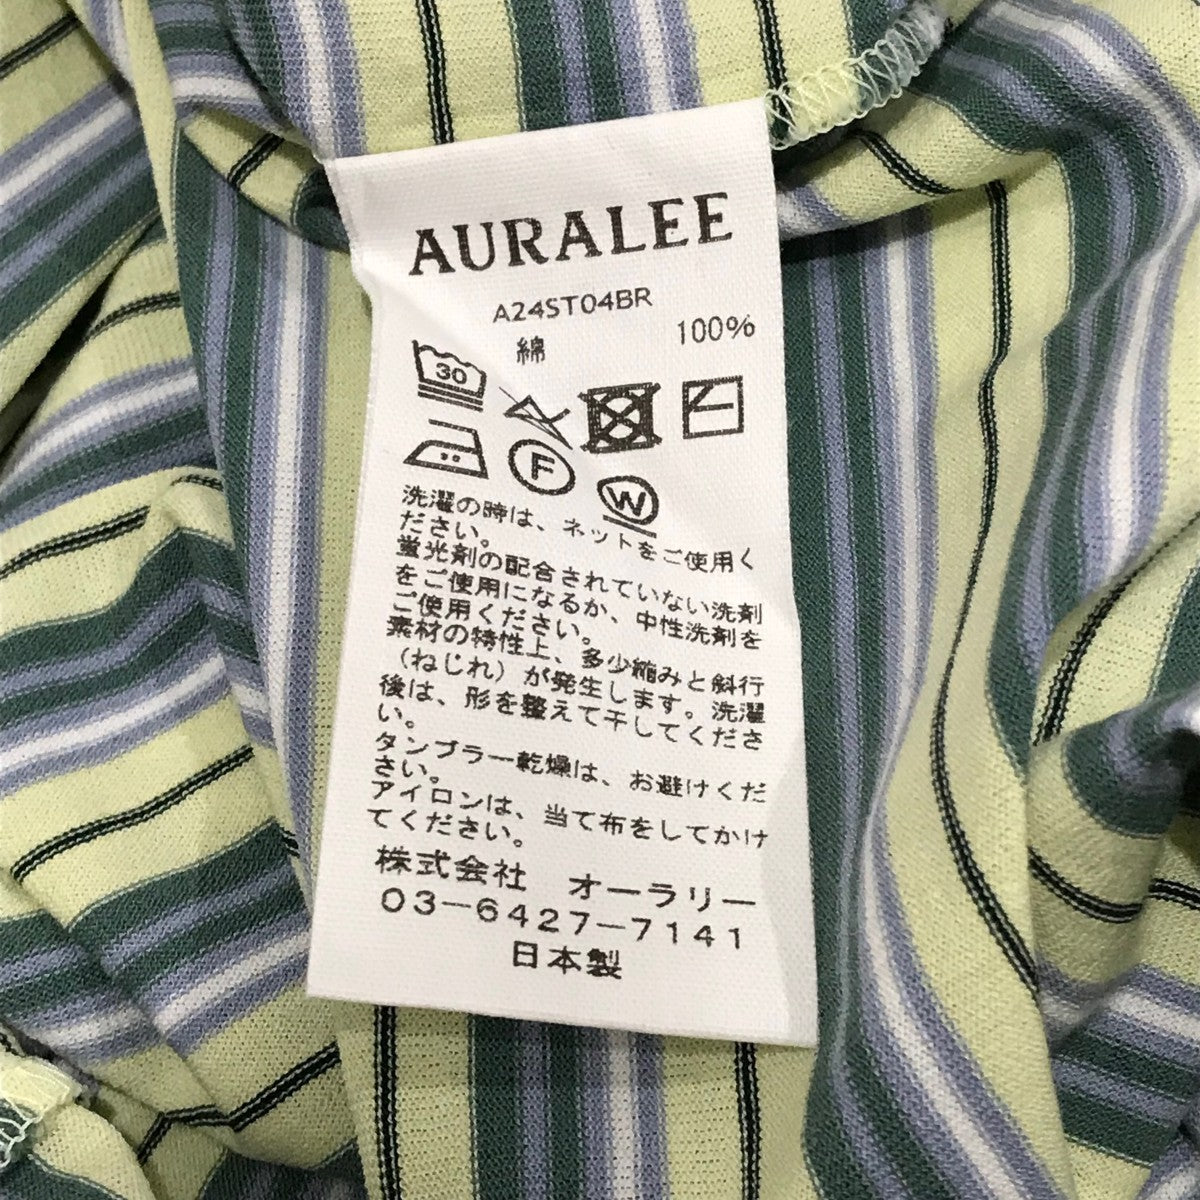 AURALEE
A24ST04BR
綿 100%
30
F
W
洗濯の時は、ネットをご使用く
ださい。
蛍光剤の配合されていない洗剤
をご使用になるか、中性洗剤を
ご使用ください。
素材の特性上、多少縮みと斜行
（ねじれ）が発生します。洗濯
後は、形を整えて干してくださ
い。
タンブラー乾燥は、お避けくだ
さい。
アイロンは、当て布をしてかけ
てください。
株式会社 オーラリー
03-6427-7141
日本製